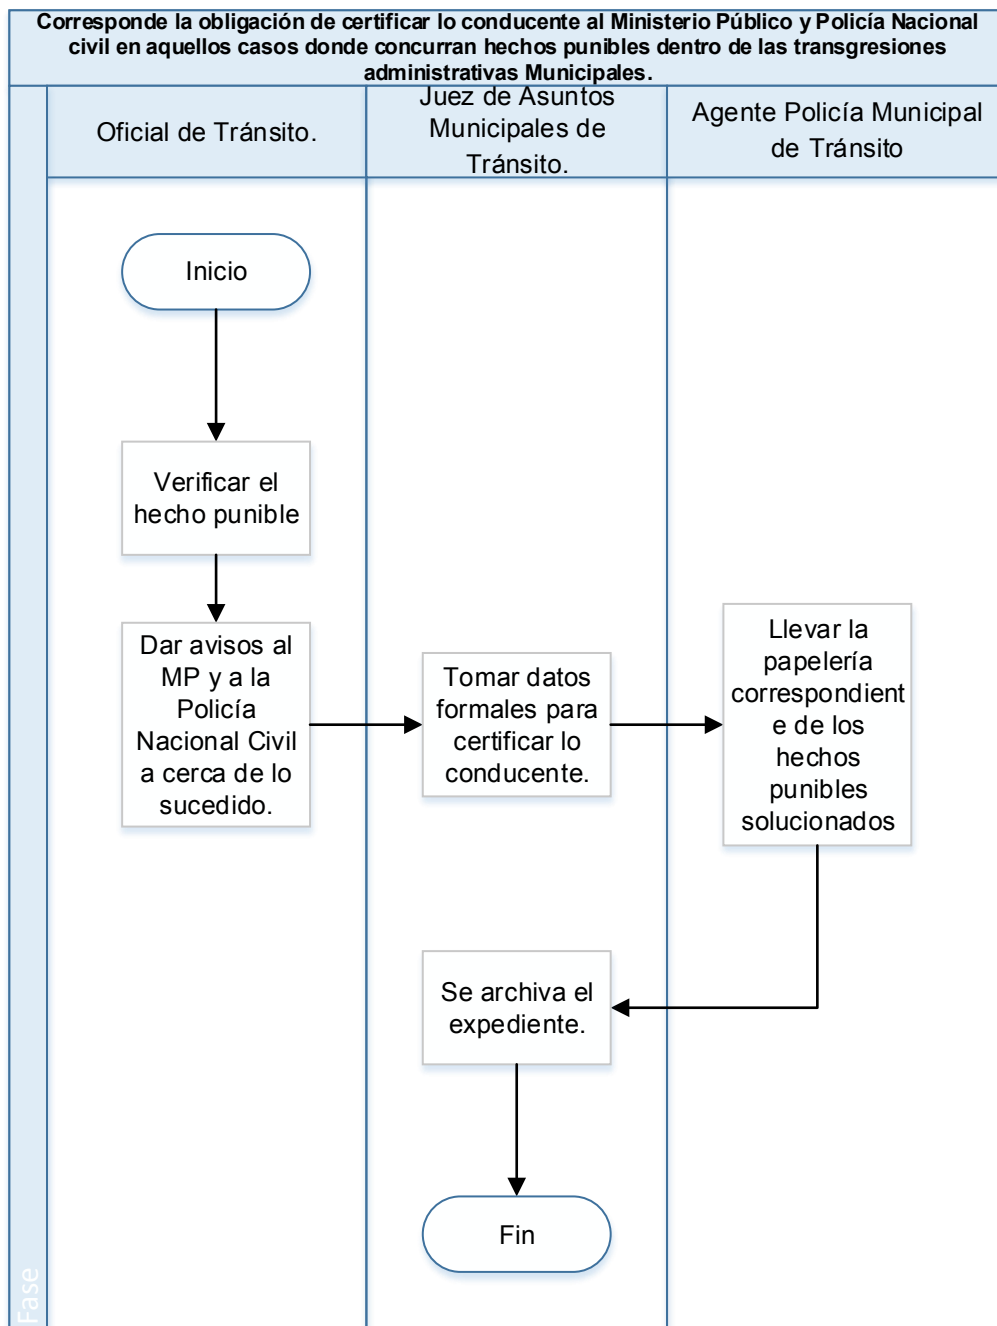 Corresponde la obligación de certificar lo conducente al Ministerio Público y Policía Nacional
civil en aquellos casos donde concurran hechos punibles dentro de las transgresiones
administrativas Municipales.
Oficial de Tránsito.
Juez de Asuntos
Municipales de
Tránsito.
Agente Policía Municipal
de Tránsito
Inicio
Verificar el
hecho punible
Dar avisos al
MP y a la
Policía
Nacional Civil
a cerca de lo
sucedido.
Tomar datos
formales para
certificar lo
conducente.
Llevar la
papelería
correspondient
e de los
hechos
punibles
solucionados
Se archiva el
expediente.
Fin
Fase